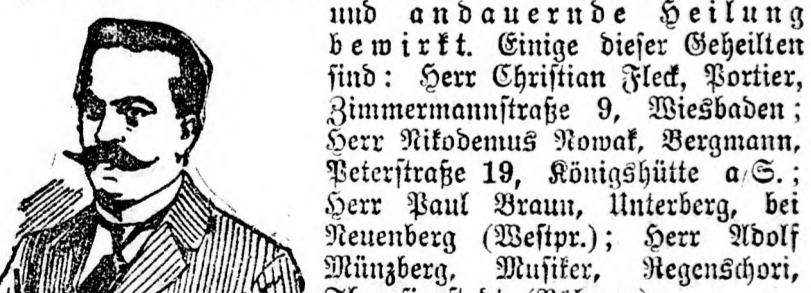 und andauernde Heilung
bewirkt. Einige dieser Geheilten
sind: Herr Christian Fleck, Portier,
Zimmermannstraße 9, Wiesbaden;
Herr Nikodemus Nowak, Bergmann,
Peterstraße 19, Königshütte a/S.;
Herr Paul Braun, Unterberg, bei
Neuenberg (Westpr.); Herr Adolf
Münzberg, Musiker, Regenschori,